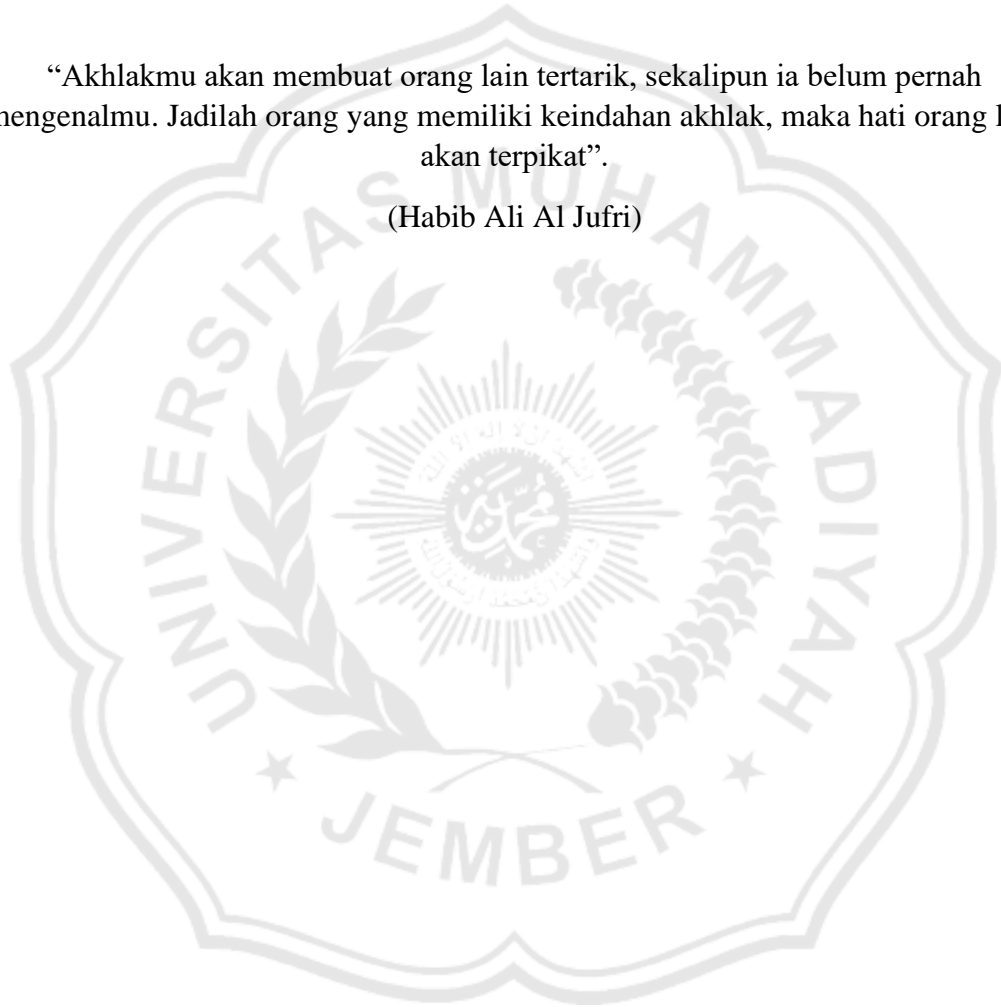 “Akhlakmu akan membuat orang lain tertarik, sekalipun ia belum pernah
mengenalmu. Jadilah orang yang memiliki keindahan akhlak, maka hati orang
akan terpikat”.
(Habib Ali Al Jufri)
UNIVERSITAS MUHAMMADIYAH
JEMBER